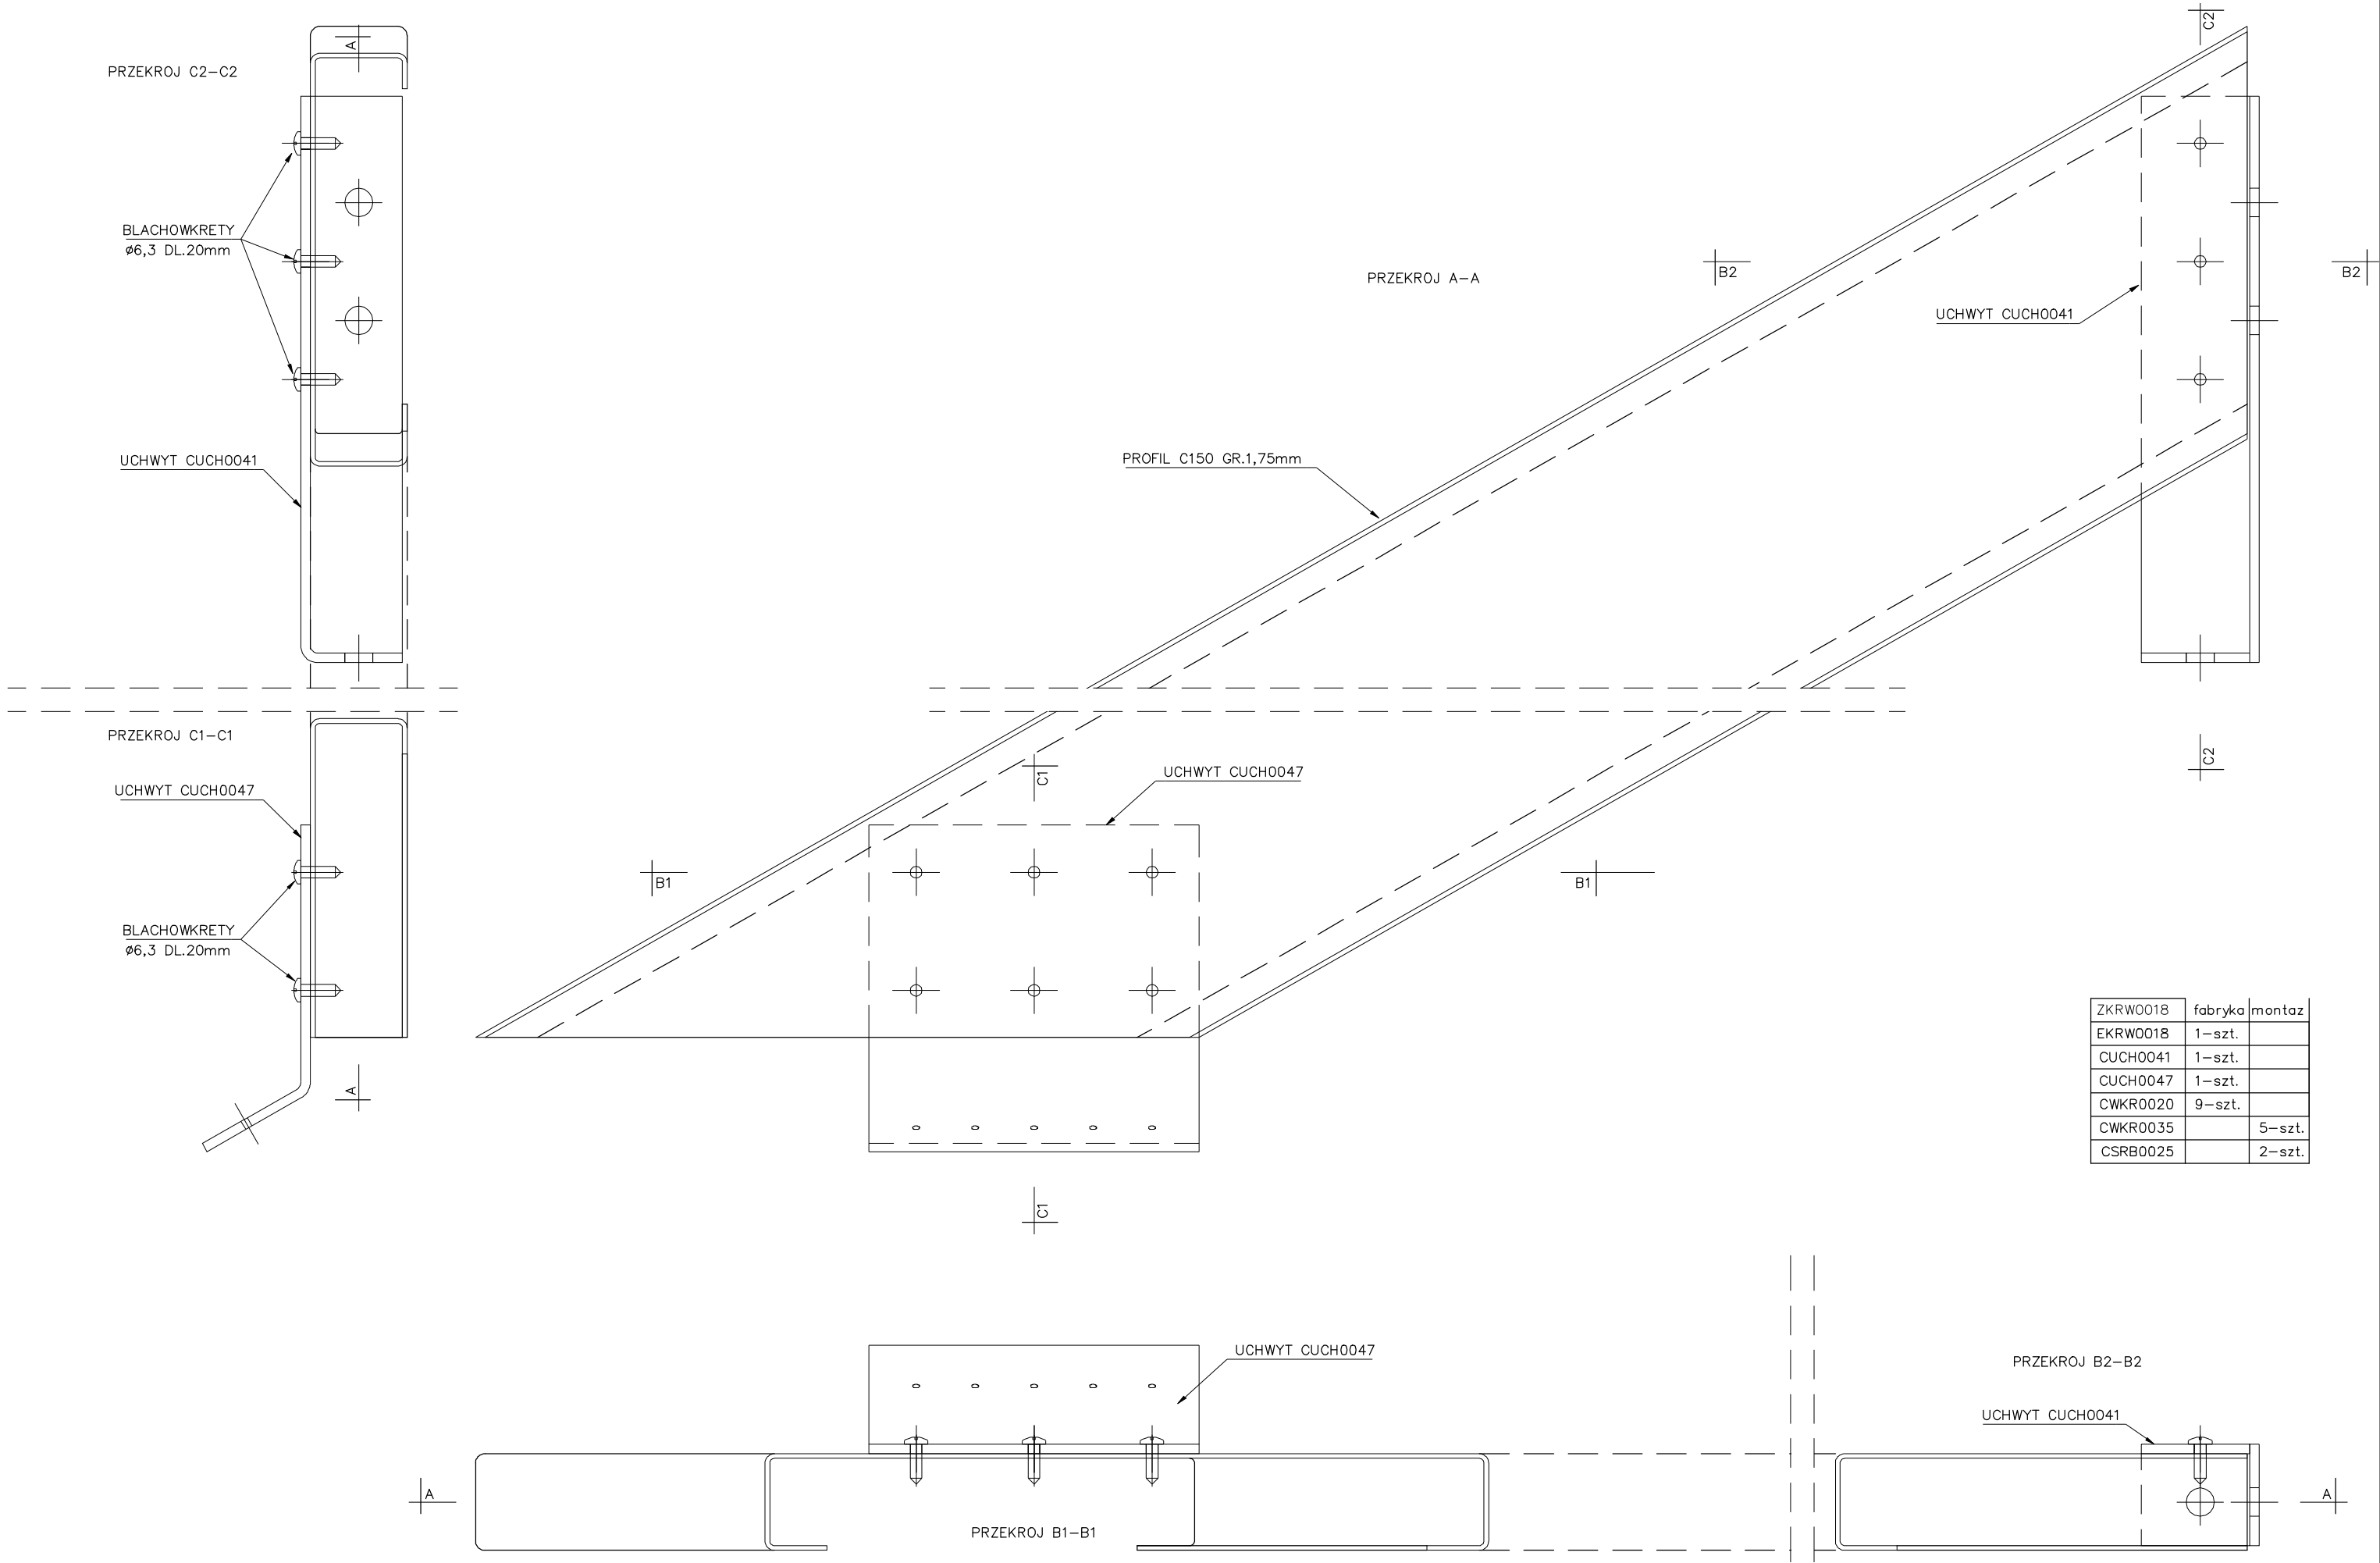 C2
A
PRZEKROJ C2-C2
BLACHOWKRETY
ø6,3 DL.20mm
B2
B2
PRZEKROJ A-A
UCHWYT CUCH0041
UCHWYT CUCH0041
PROFIL C150 GR.1,75mm
PRZEKROJ C1-C1
C2
UCHWYT CUCH0047
C1
UCHWYT CUCH0047
B1
B1
BLACHOWKRETY
ø6,3 DL.20mm
A
ZKRW0018 fabryka montaz
EKRW0018 1-szt.
CUCH0041 1-szt.
CUCH0047 1-szt.
CWKR0020 9-szt.
CWKR0035 5-szt.
CSRB0025 2-szt.
C1
UCHWYT CUCH0047
PRZEKROJ B2-B2
UCHWYT CUCH0041
A
A
PRZEKROJ B1-B1